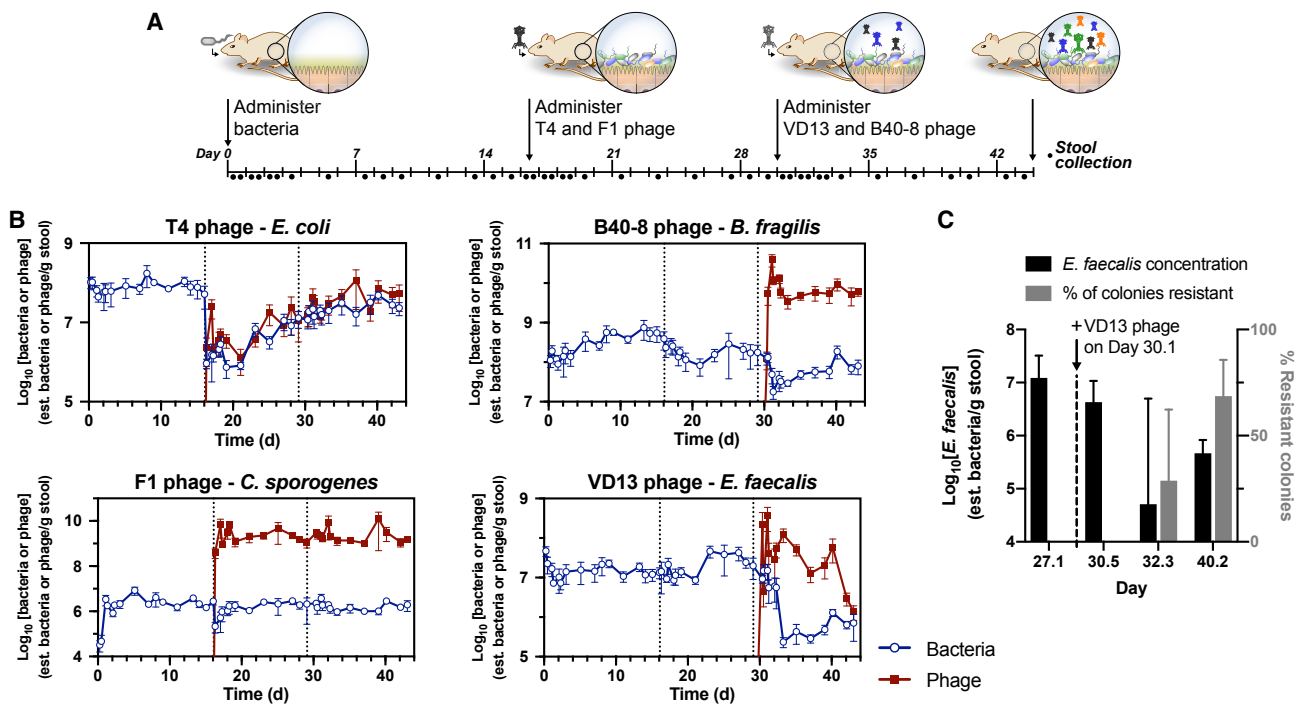 A
Administer
bacteria
Administer
T4 and F1 phage
Administer
VD13 and B40-8 phage
Day 0
7
14
21
28
35
42
• Stool
collection
B
T4 phage - E. coli
Log10 [bacteria or phage]
(est. bacteria or phage/g stool)
9
7
5
0
10
20
30
40
Time (d)
B40-8 phage - B. fragilis
Log10 [bacteria or phage]
(est. bacteria or phage/g stool)
11
9
7
0
10
20
30
40
Time (d)
F1 phage - C. sporogenes
Log10 [bacteria or phage]
(est. bacteria or phage/g stool)
10
8
6
4
0
10
20
30
40
Time (d)
VD13 phage - E. faecalis
Log10 [bacteria or phage]
(est. bacteria or phage/g stool)
9
7
5
0
10
20
30
40
Time (d)
Bacteria
Phage
C
E. faecalis concentration
% of colonies resistant
+VD13 phage
on Day 30.1
Log10[E. faecalis]
(est. bacteria/g stool)
8
7
6
5
4
100
50
0
% Resistant
colonies
27.1
30.5
32.3
40.2
Day